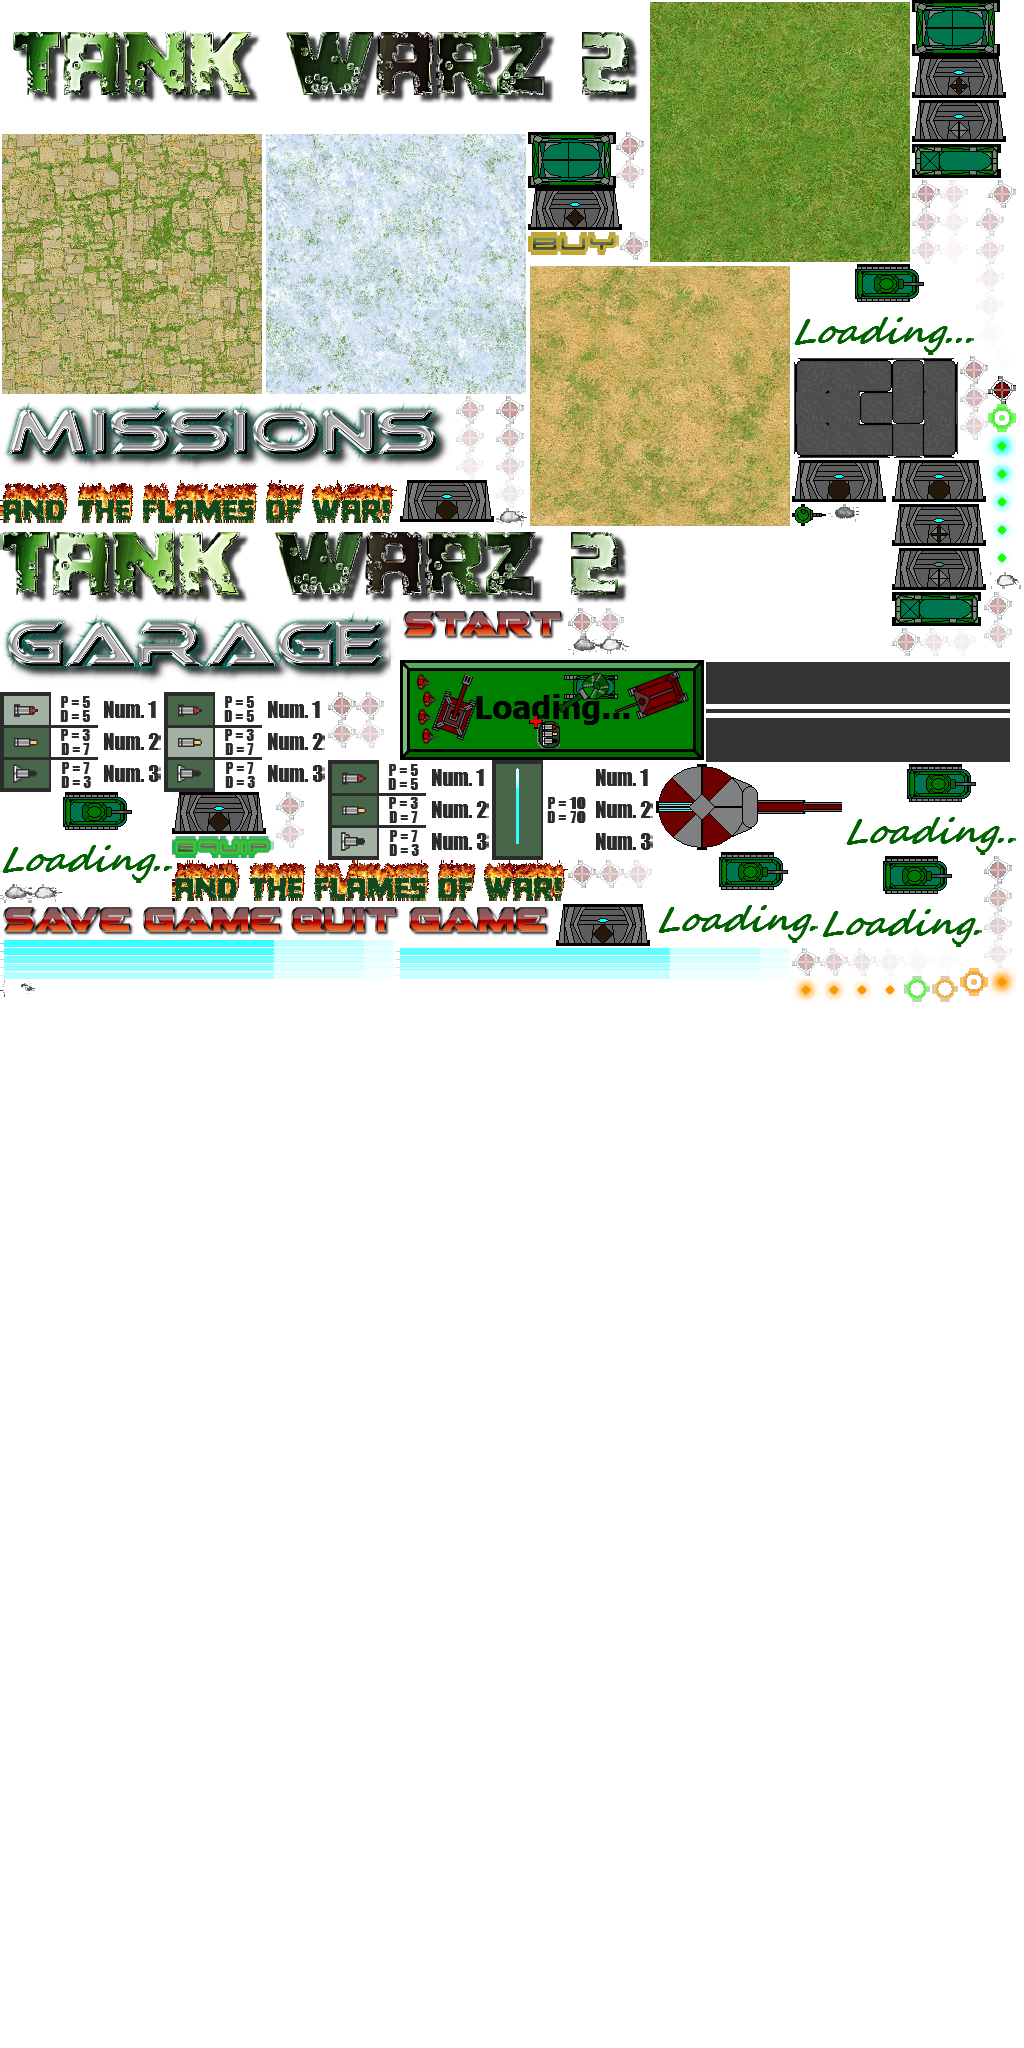 TANK WARZ 2
BUY
Loading...
MISSIONS
AND THE FLAMES OF WAR!
TANK WARZ 2
GARAGE
START
Loading...
P = 5
D = 5
Num. 1
P = 3
D = 7
Num. 2
P = 7
D = 3
Num. 3
P = 5
D = 5
Num. 1
P = 3
D = 7
Num. 2
P = 7
D = 3
Num. 3
P = 5
D = 5
Num. 1
P = 3
D = 7
Num. 2
P = 7
D = 3
Num. 3
P = 10
D = 70
Num. 1
Num. 2
Num. 3
EQUIP
Loading..
Loading..
AND THE FLAMES OF WAR!
SAVE GAME QUIT GAME
Loading.
Loading.